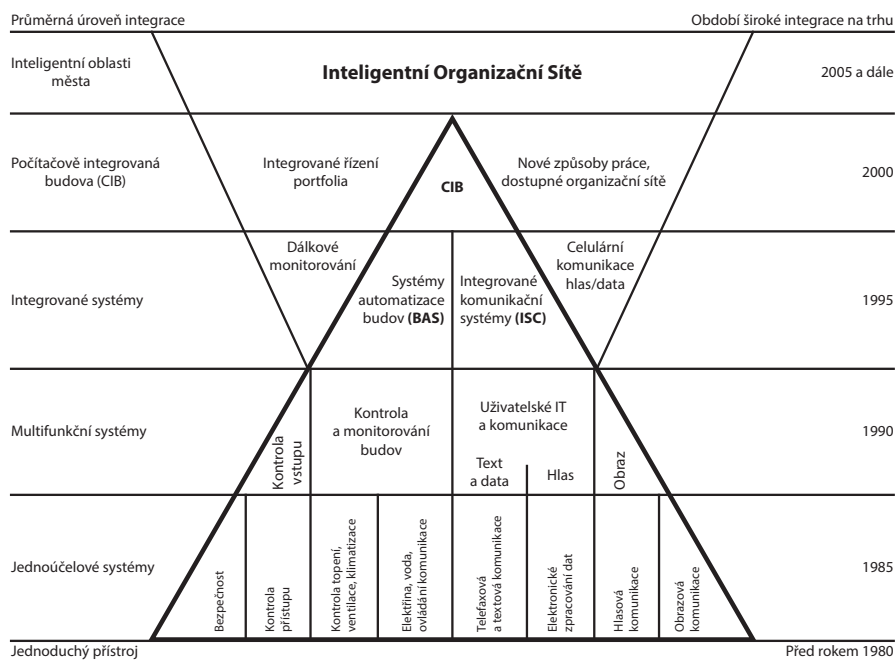 Průměrná úroveň integrace
Období široké integrace na trhu
Inteligentní oblasti
města
Inteligentní Organizační Sítě
2005 a dále
Počítačově integrovaná
budova (CIB)
Integrované řízení
portfolia
CIB
Nové způsoby práce,
dostupné organizační sítě
2000
Integrované systémy
Dálkové
monitorování
Systémy
automatizace
budov (BAS)
Integrované
komunikační
systémy (ISC)
Celulární
komunikace
hlas/data
1995
Multifunkční systémy
Kontrola
vstupu
Kontrola
a monitorování
budov
Uživatelské IT
a komunikace
Text
a data
Hlas
Obraz
1990
Jednoúčelové systémy
Bezpečnost
Kontrola
přístupu
Kontrola topení,
ventilace, klimatizace
Elektřina, voda,
ovládání komunikace
Telefaxová
a textová komunikace
Elektronické
zpracování dat
Hlasová
komunikace
Obrazová
komunikace
1985
Jednoduchý přístroj
Před rokem 1980